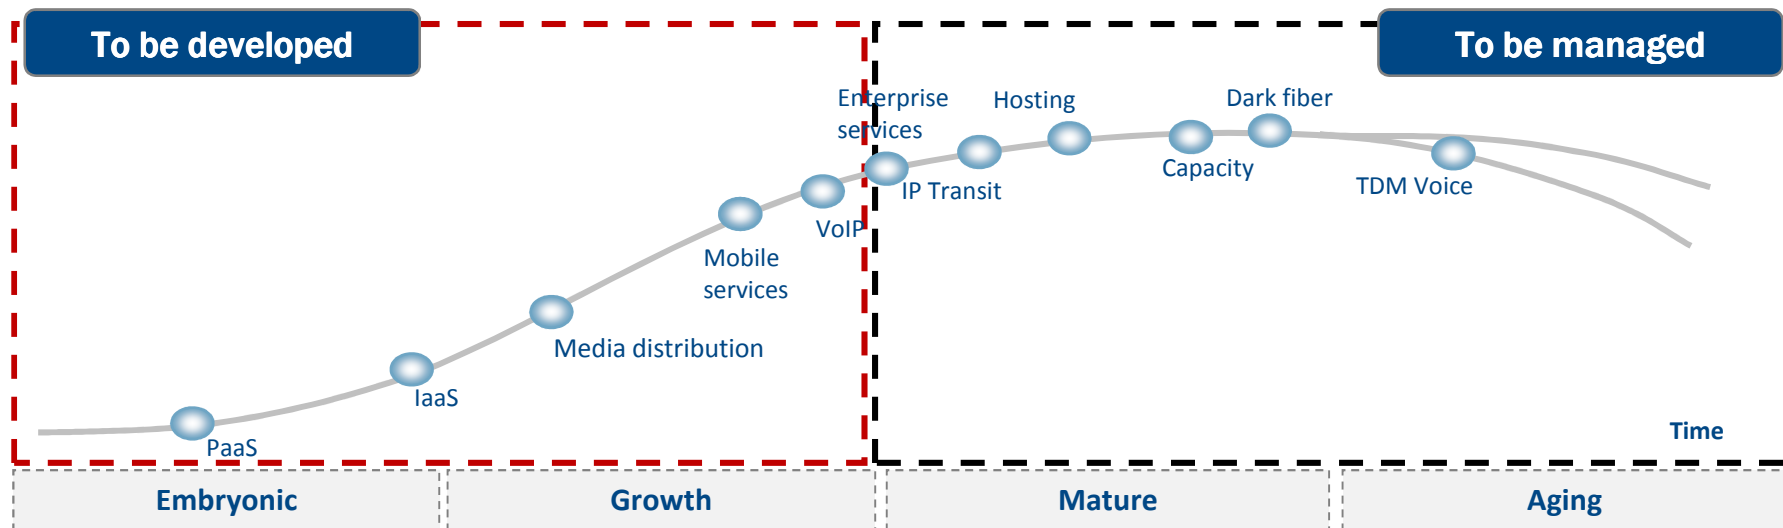 To be developed
To be managed
Enterprise
services
Hosting
Dark fiber
IP Transit
Capacity
TDM Voice
VoIP
Mobile
services
Media distribution
IaaS
PaaS
Time
Embryonic
Growth
Mature
Aging